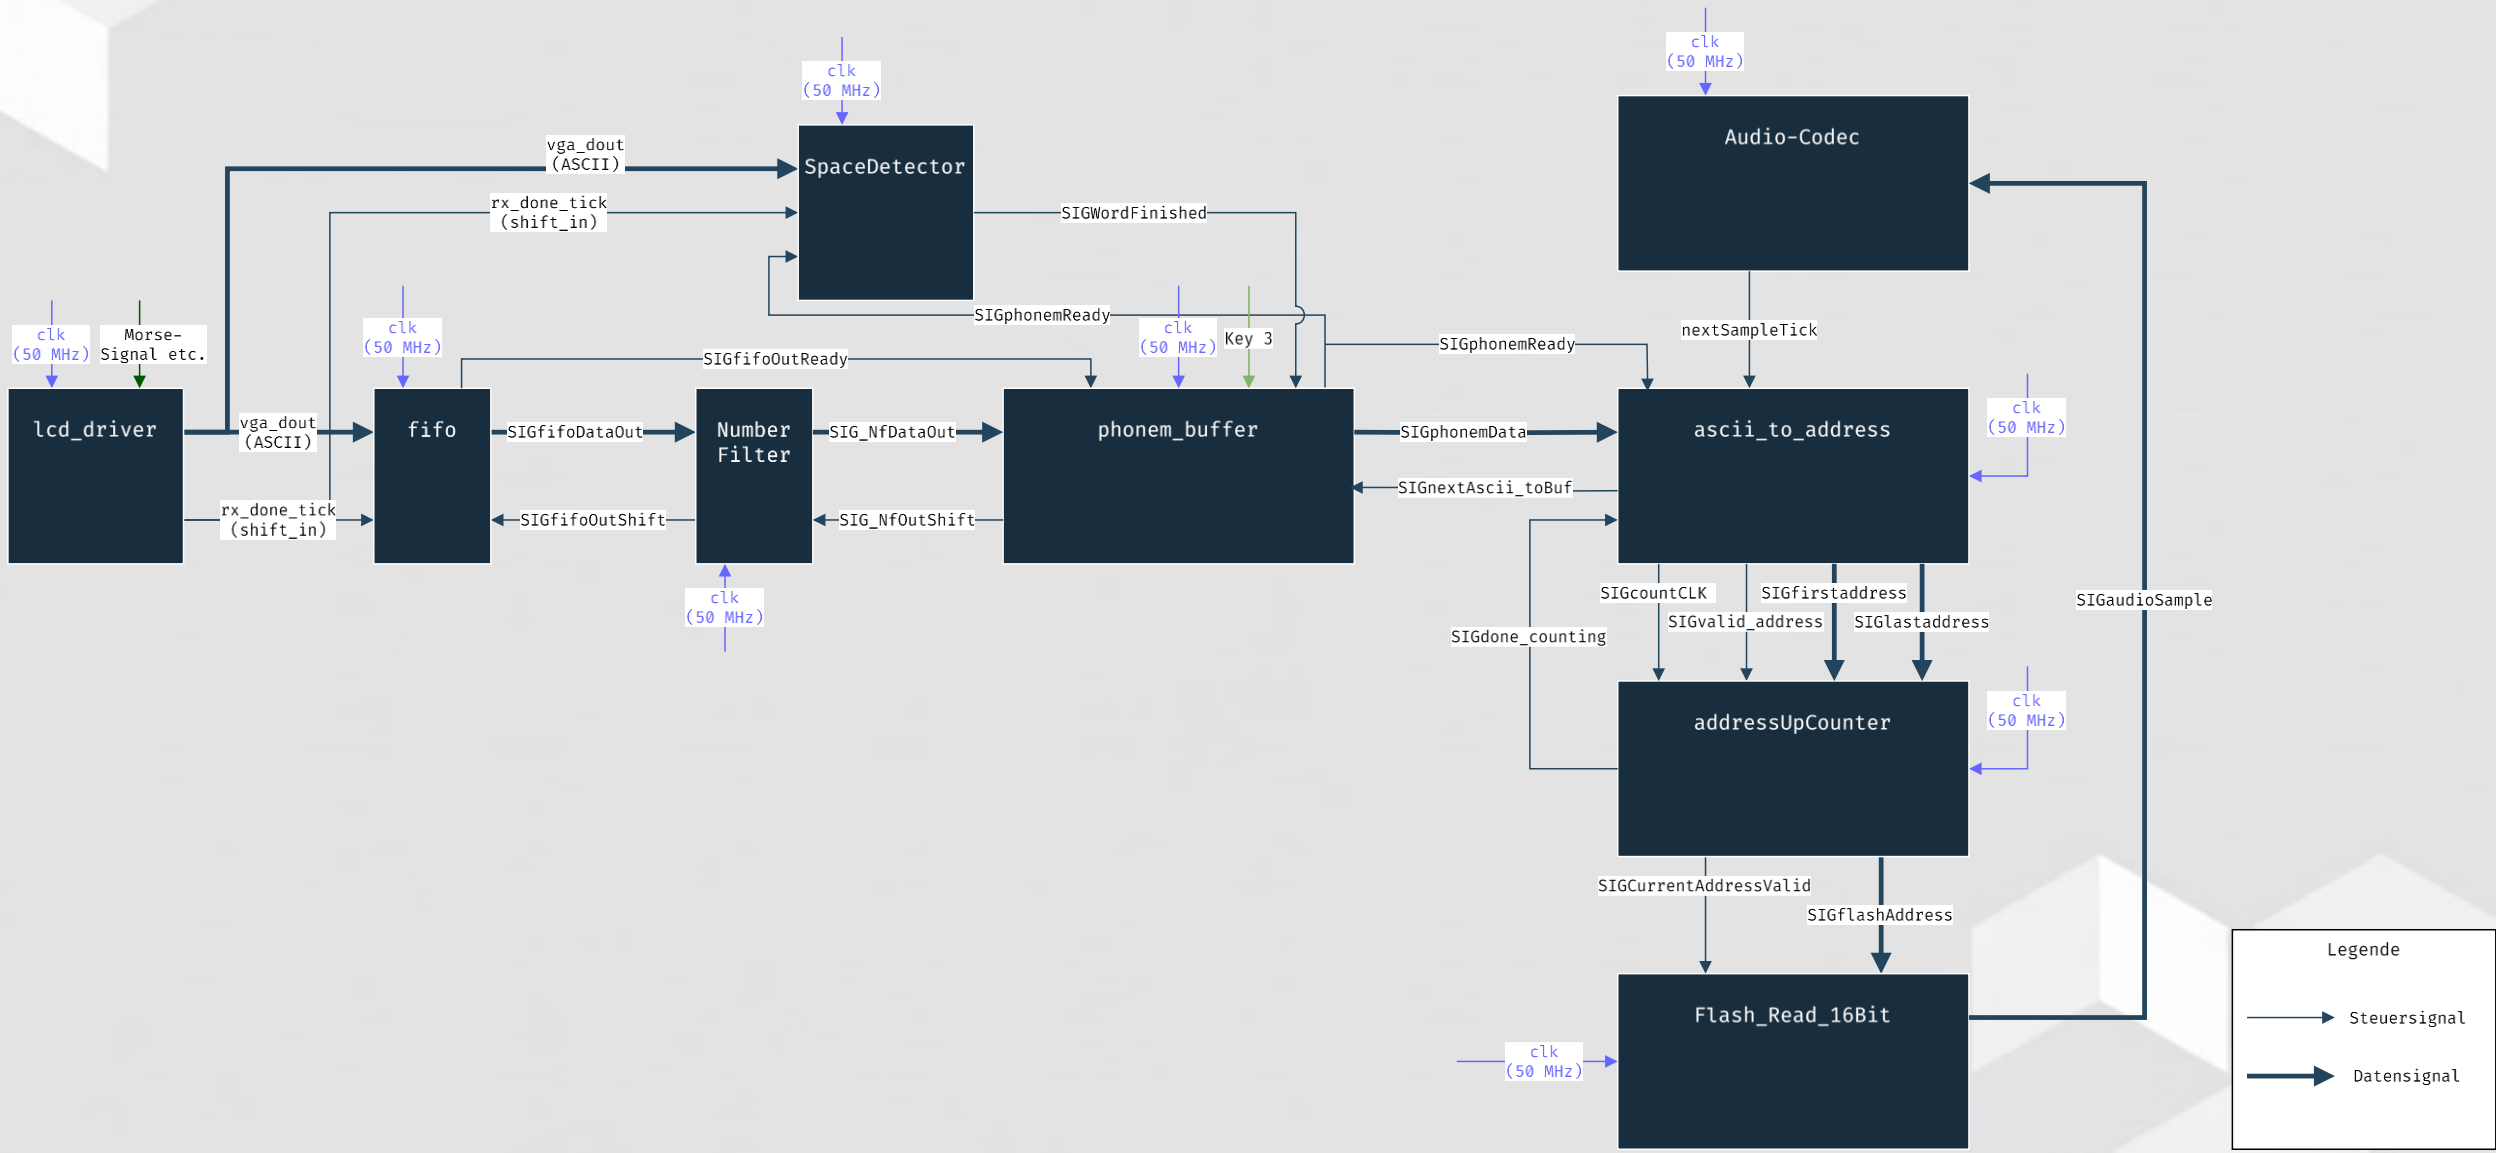 clk
(50 MHz)
Audio-Codec
clk
(50 MHz)
SpaceDetector
vga_dout
(ASCII)
rx_done_tick
(shift_in)
SIGWordFinished
SIGphonemReady
clk
(50 MHz)
Morse-
Signal etc.
clk
(50 MHz)
SIGfifoOutReady
clk
(50 MHz)
Key 3
SIGphonemReady
nextSampleTick
lcd_driver
vga_dout
(ASCII)
rx_done_tick
(shift_in)
fifo
SIGfifoDataOut
SIGfifoOutShift
Number
Filter
SIG_NfDataOut
SIG_NfOutShift
clk
(50 MHz)
phonem_buffer
SIGphonemData
SIGnextAscii_toBuf
ascii_to_address
clk
(50 MHz)
SIGcountCLK
SIGfirstaddress
SIGvalid_address
SIGlastaddress
SIGdone_counting
SIGaudioSample
addressUpCounter
clk
(50 MHz)
SIGCurrentAddressValid
SIGflashAddress
Flash_Read_16Bit
clk
(50 MHz)
Legende
Steuersignal
Datensignal